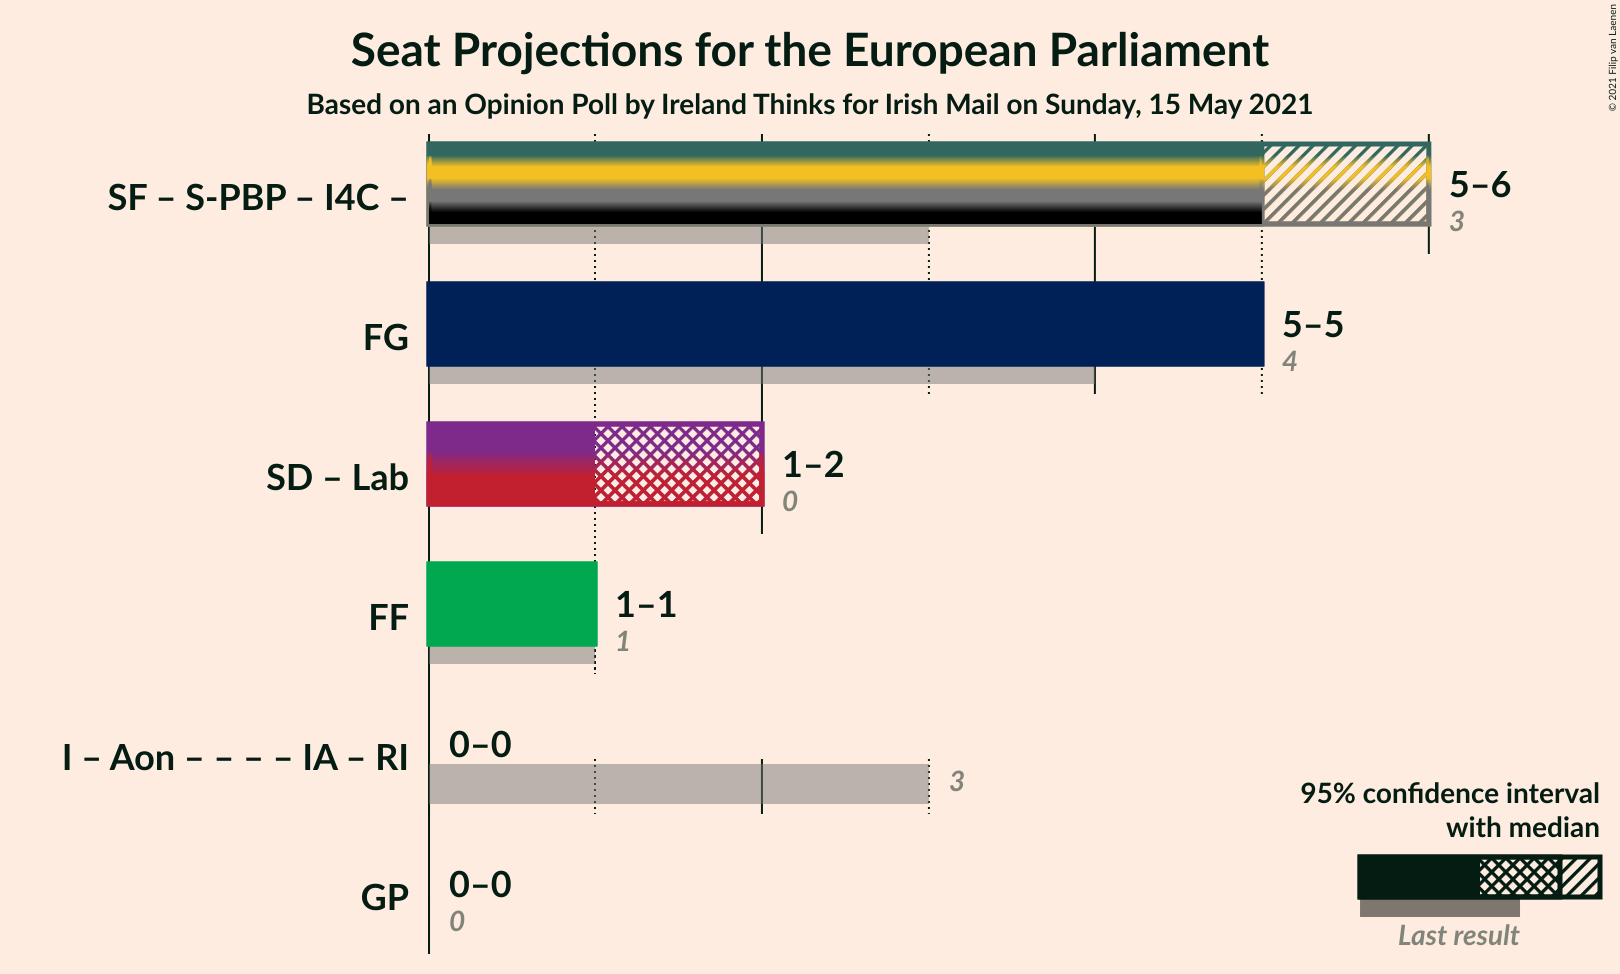 Seat Projections for the European Parliament
Based on an Opinion Poll by Ireland Thinks for Irish Mail on Sunday, 15 May 2021
© 2021 Filip van Laenen
SF – S-PBP – I4C –
5–6
3
FG
5–5
4
SD – Lab
1–2
0
FF
1–1
1
I – Aon – – – – IA – RI
0–0
3
GP
0–0
0
95% confidence interval
with median
Last result